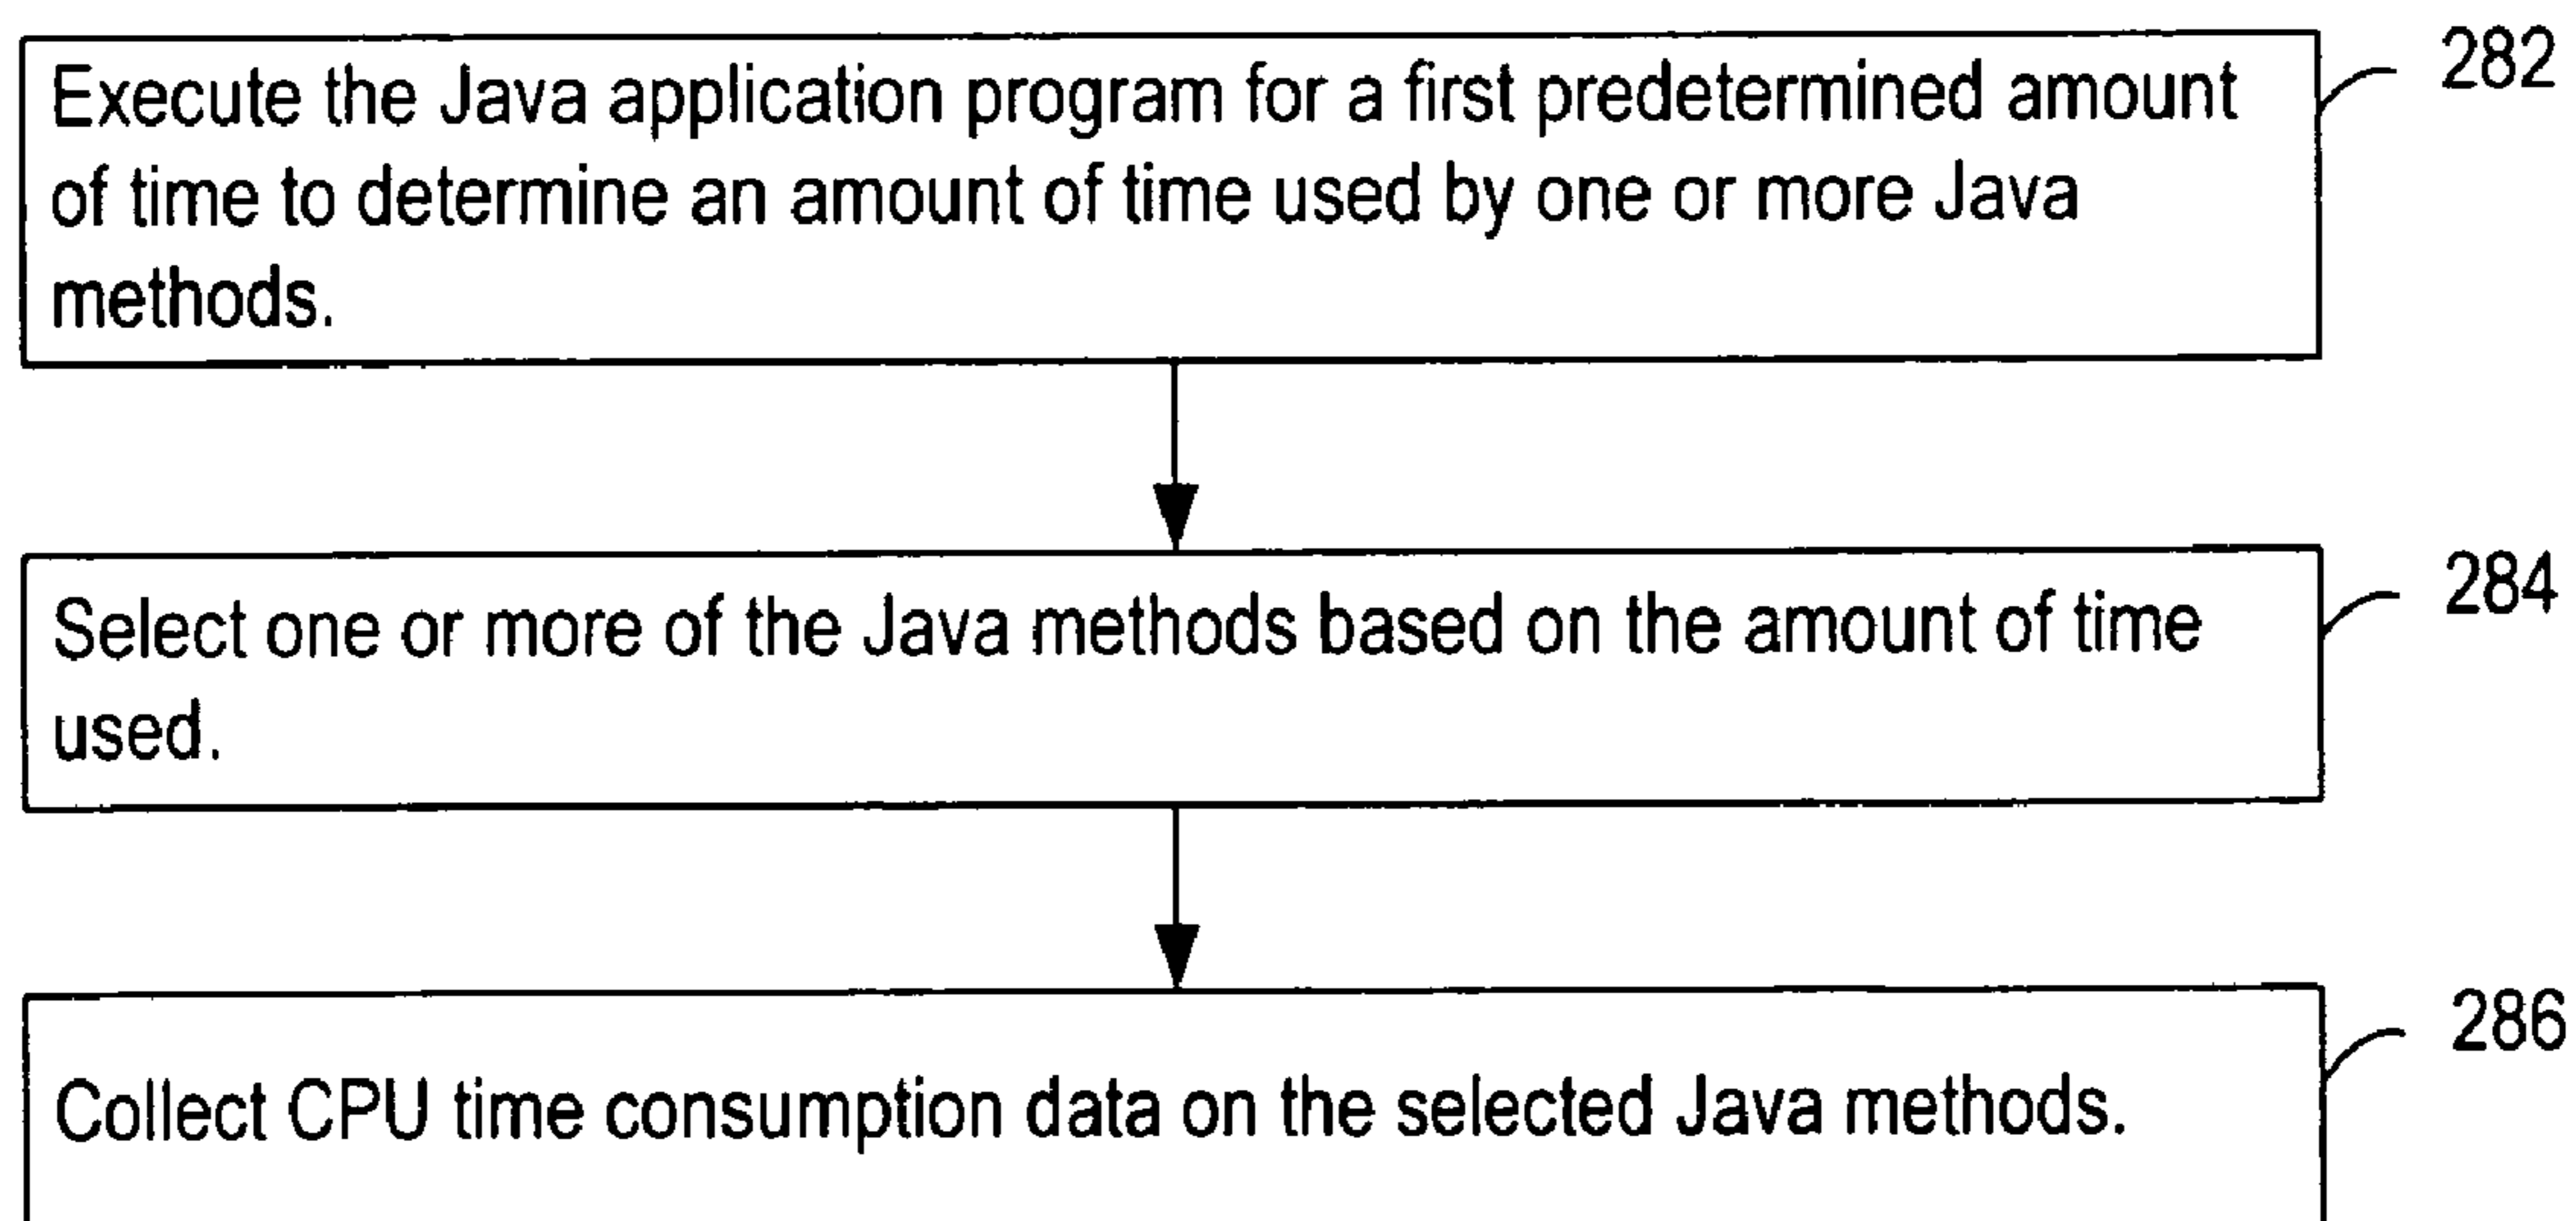 Execute the Java application program for a first predetermined amount
282
of time to determine an amount of time used by one or more Java
methods.
Select one or more of the Java methods based on the amount of time
284
used.
286
Collect CPU time consumption data on the selected Java methods.